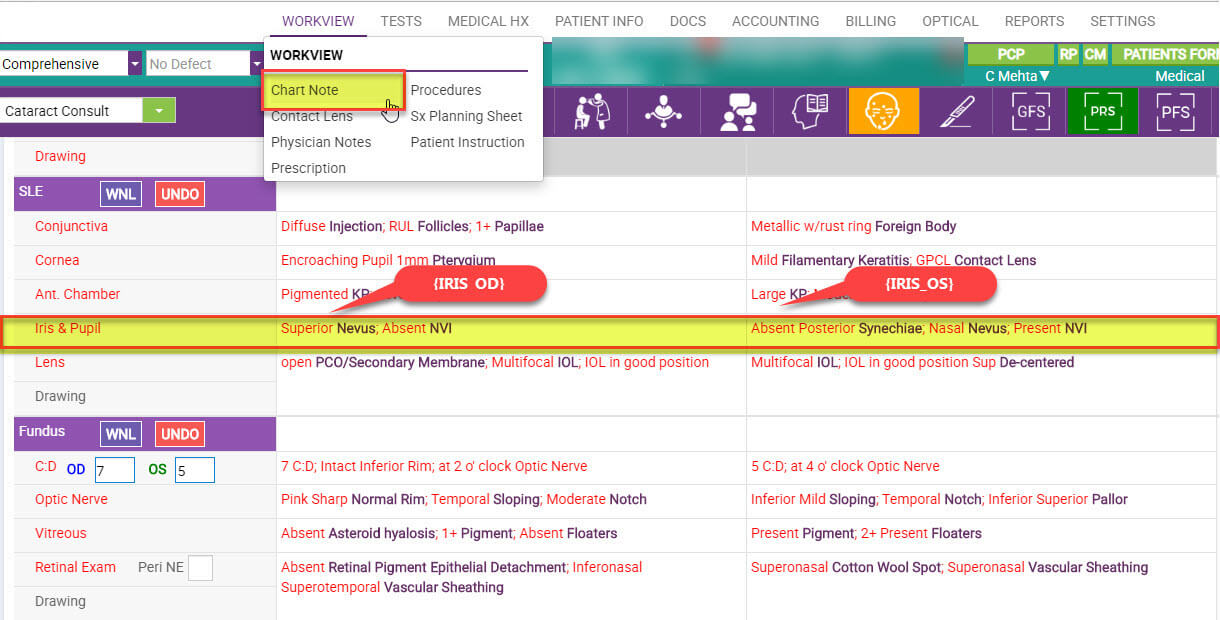 WORKVIEW TESTS MEDICAL HX PATIENT INFO DOCS ACCOUNTING BILLING OPTICAL REPORTS SETTINGS
WORKVIEW
Comprehensive No Defect
PCP RP CM PATIENTS FOR
C Mehta▼ Medical
Chart Note Procedures
Contact Lens Sx Planning Sheet
Physician Notes Patient Instruction
Prescription
Cataract Consult
GFS PRS PFS
Drawing
SLE WNL UNDO
Conjunctiva Diffuse Injection; RUL Follicles; 1+ Papillae Metallic w/rust ring Foreign Body
Cornea Encroaching Pupil 1mm Pterygium Mild Filamentary Keratitis; GPCL Contact Lens
{IRIS OD} {IRIS_OS}
Ant. Chamber Pigmented KP Large KP
Iris & Pupil Superior Nevus; Absent NVI Absent Posterior Synechiae; Nasal Nevus; Present NVI
Lens open PCO/Secondary Membrane; Multifocal IOL; IOL in good position Multifocal IOL; IOL in good position Sup De-centered
Drawing
Fundus WNL UNDO
C:D OD 7 OS 5 7 C:D; Intact Inferior Rim; at 2 o' clock Optic Nerve 5 C:D; at 4 o' clock Optic Nerve
Optic Nerve Pink Sharp Normal Rim; Temporal Sloping; Moderate Notch Inferior Mild Sloping; Temporal Notch; Inferior Superior Pallor
Vitreous Absent Asteroid hyalosis; 1+ Pigment; Absent Floaters Present Pigment; 2+ Present Floaters
Retinal Exam Peri NE Absent Retinal Pigment Epithelial Detachment; Inferonasal Superonasal Cotton Wool Spot; Superonasal Vascular Sheathing
Superotemporal Vascular Sheathing
Drawing